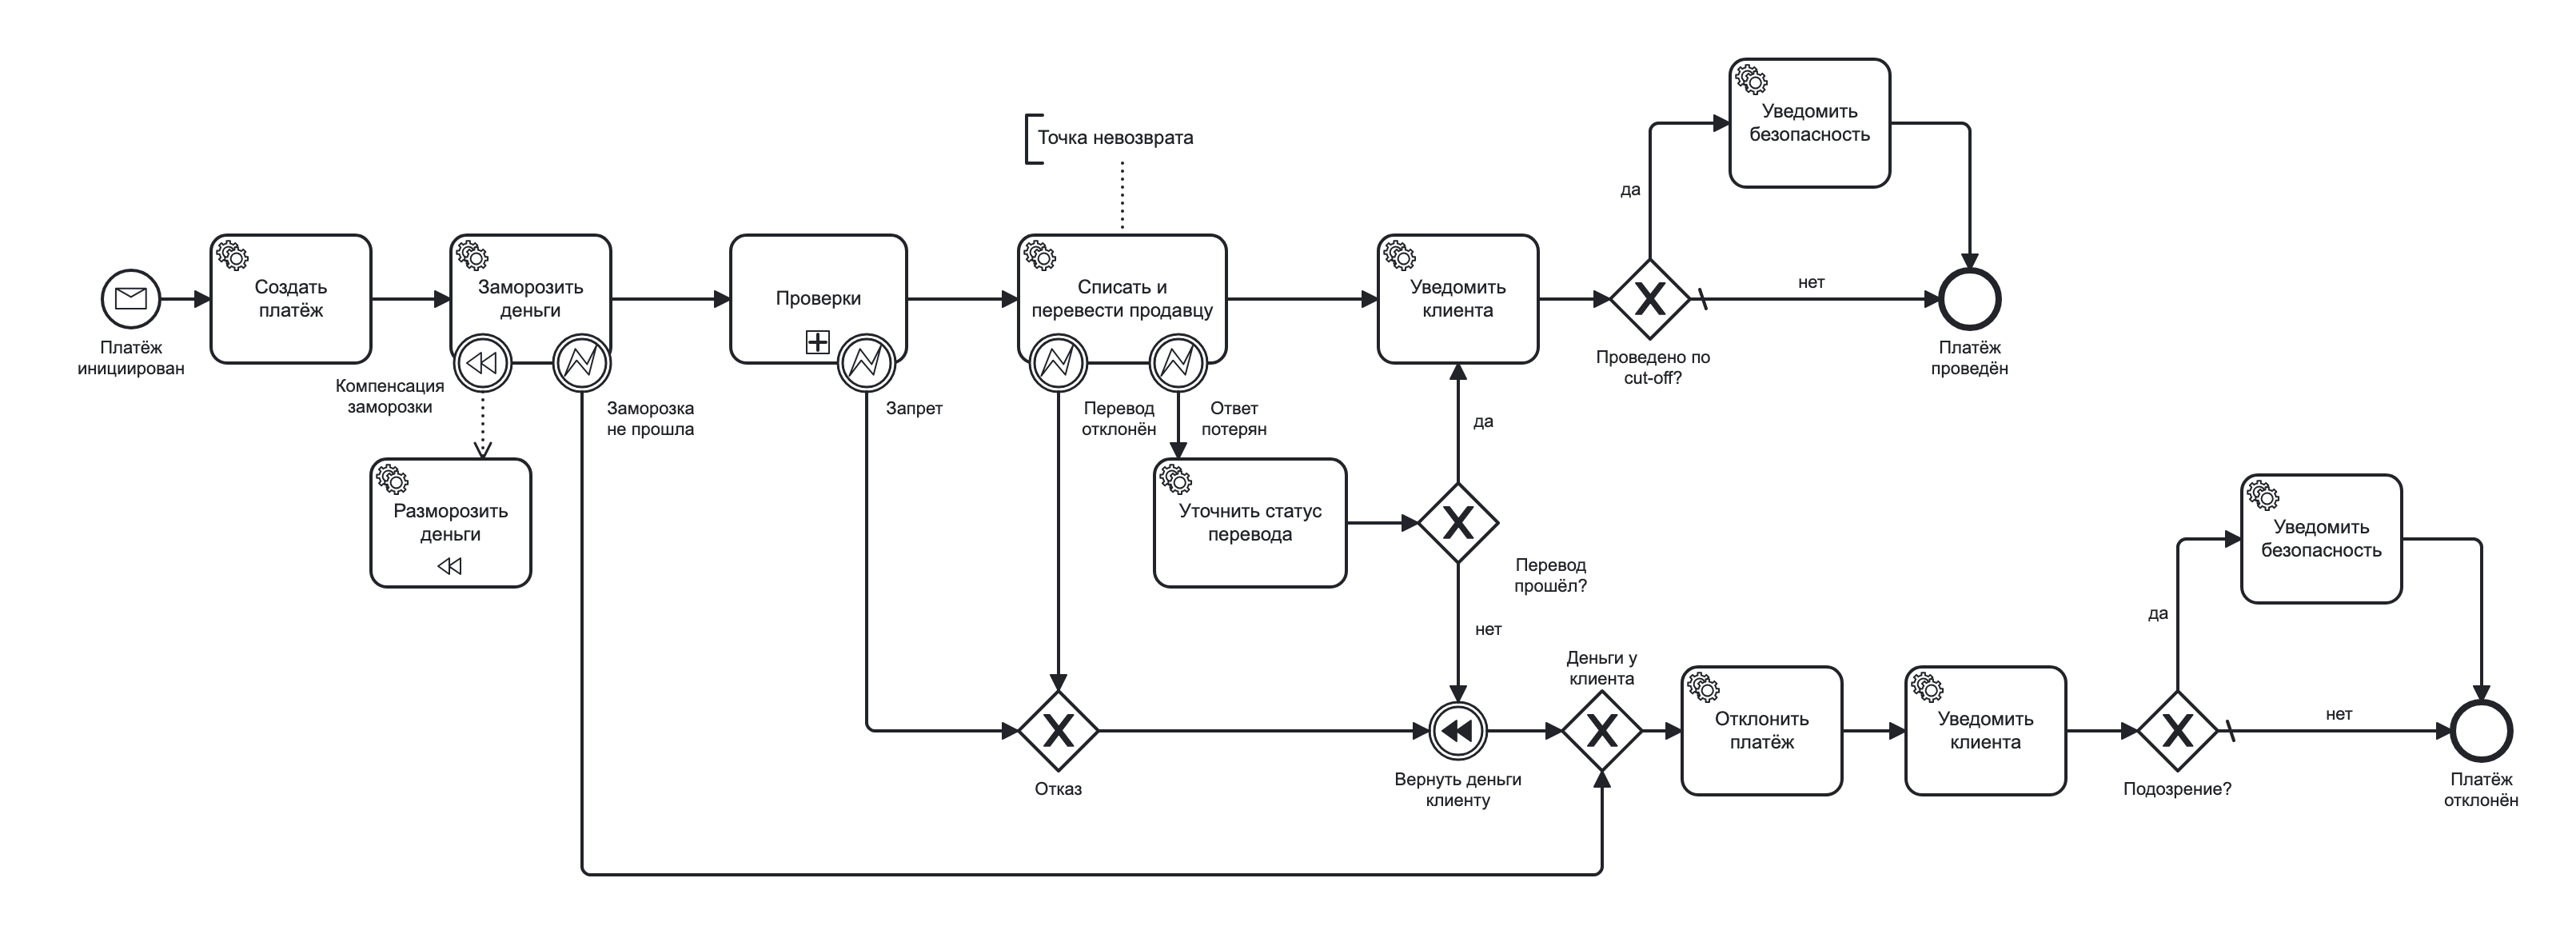 Уведомить
безопасность
Точка невозврата
да
Создать
платёж
Заморозить
деньги
Проверки
Списать и
перевести продавцу
Уведомить
клиента
нет
Платёж
инициирован
Проведено по
cut-off?
Платёж
проведён
Компенсация
заморозки
Заморозка
не прошла
Запрет
Перевод
отклонён
Ответ
потерян
да
Разморозить
деньги
Уточнить статус
перевода
Перевод
прошёл?
Уведомить
безопасность
да
нет
Деньги у
клиента
Отклонить
платёж
Уведомить
клиента
нет
Отказ
Вернуть деньги
клиенту
Подозрение?
Платёж
отклонён